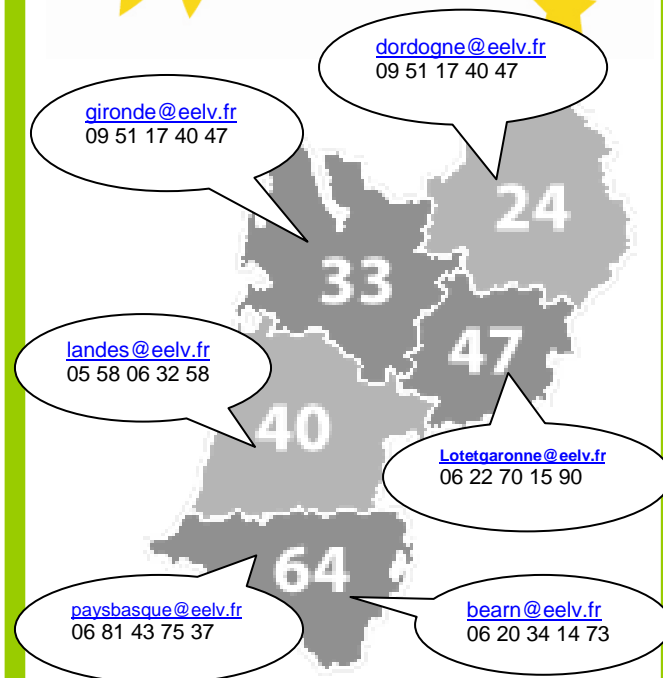 dordogne@eelv.fr
09 51 17 40 47
gironde@eelv.fr
09 51 17 40 47
24
33
landes@eelv.fr
05 58 06 32 58
47
40
Lotetgaronne@eelv.fr
06 22 70 15 90
64
paysbasque@eelv.fr
06 81 43 75 37
bearn@eelv.fr
06 20 34 14 73